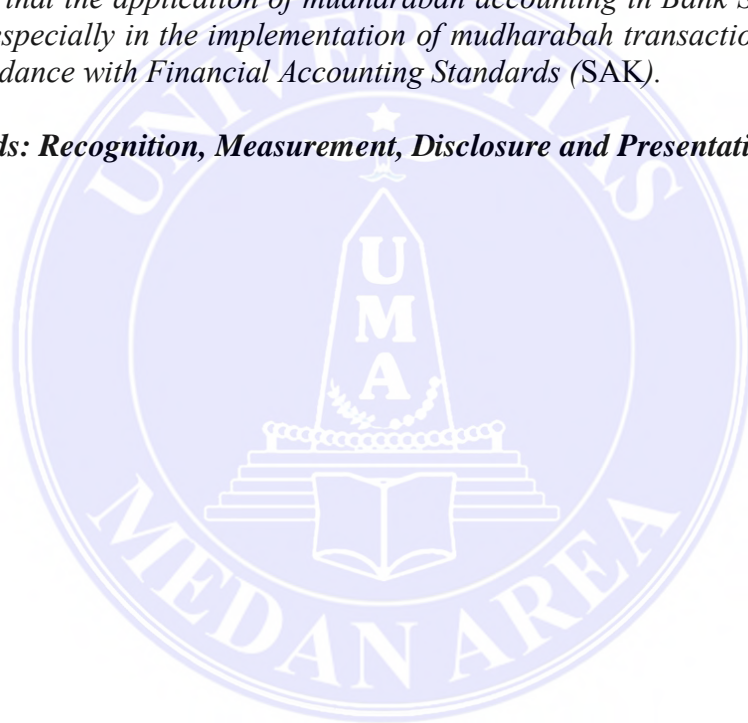 that the application of mudharabah accounting in Bank S
especially in the implementation of mudharabah transactio
dance with Financial Accounting Standards (SAK).
ds: Recognition, Measurement, Disclosure and Presentati
UNIVERSITAS
U
M
A
MEDAN AREA